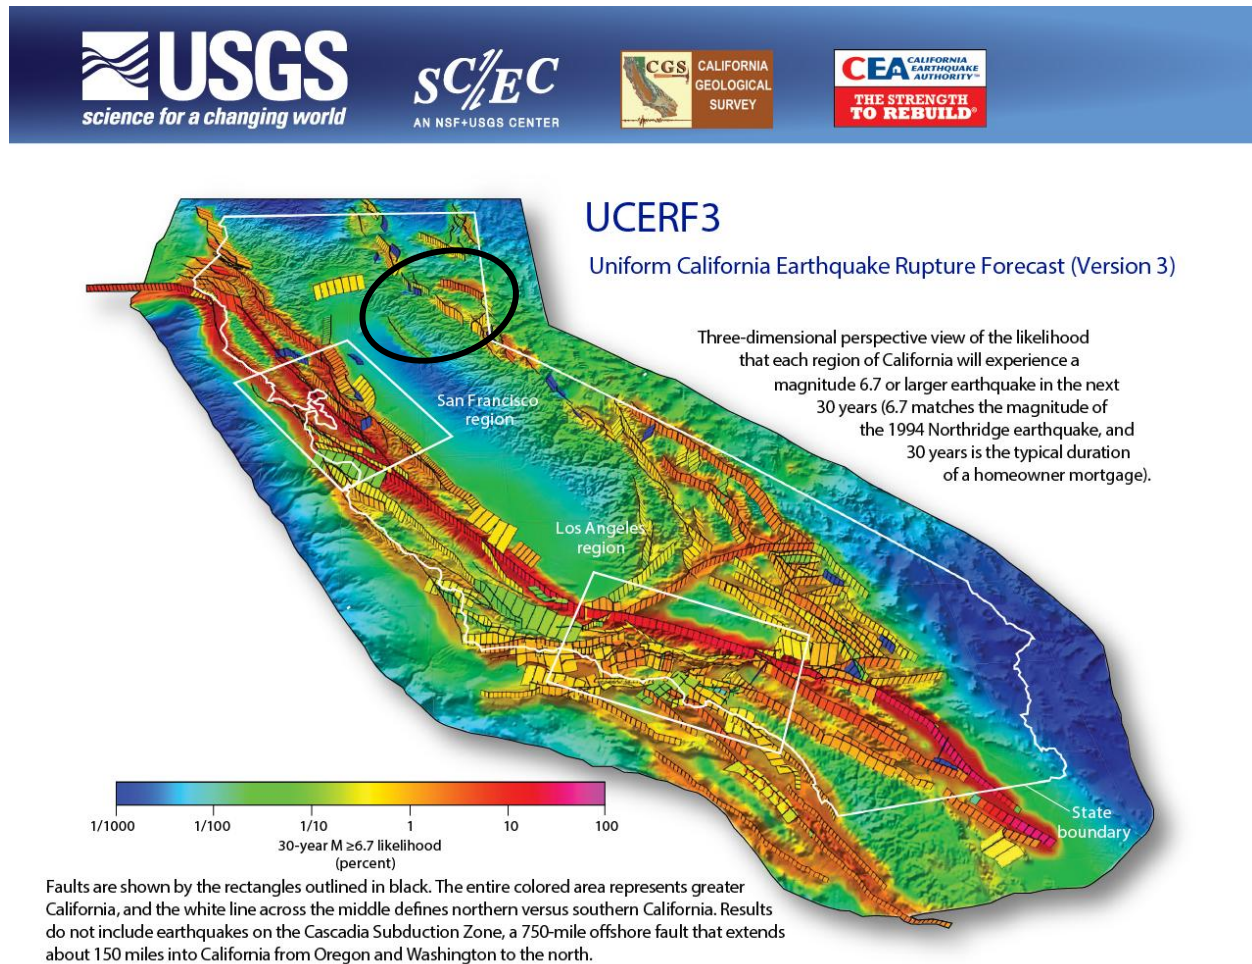 USGS
science for a changing world
SC//EC
AN NSF+USGS CENTER
CGS
CALIFORNIA
GEOLOGICAL
SURVEY
CEA CALIFORNIA
EARTHQUAKE
AUTHORITY™
THE STRENGTH
TO REBUILD®
UCERF3
Uniform California Earthquake Rupture Forecast (Version 3)
Three-dimensional perspective view of the likelihood
that each region of California will experience a
magnitude 6.7 or larger earthquake in the next
30 years (6.7 matches the magnitude of
the 1994 Northridge earthquake, and
30 years is the typical duration
of a homeowner mortgage).
San Francisco
region
Los Angeles
region
State
boundary
1/1000 1/100 1/10 1 10 100
30-year M ≥6.7 likelihood
(percent)
Faults are shown by the rectangles outlined in black. The entire colored area represents greater
California, and the white line across the middle defines northern versus southern California. Results
do not include earthquakes on the Cascadia Subduction Zone, a 750-mile offshore fault that extends
about 150 miles into California from Oregon and Washington to the north.